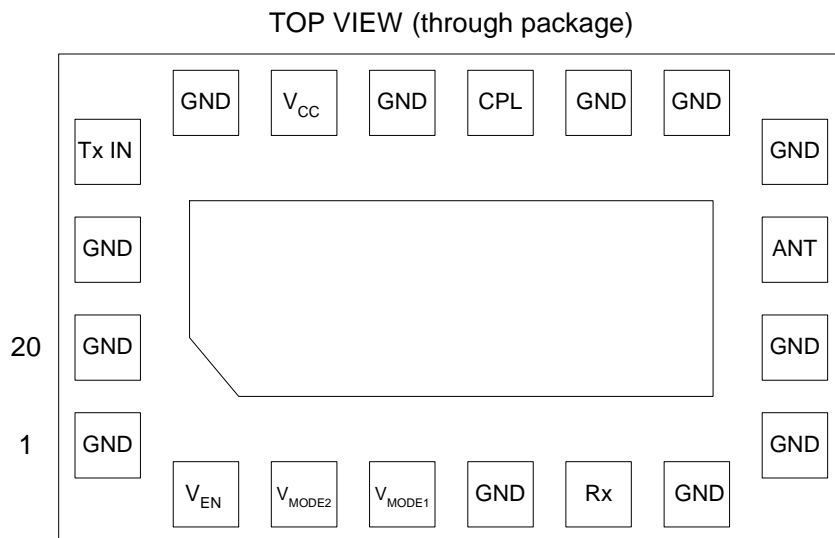 TOP VIEW (through package)
GND VCC GND CPL GND GND
Tx IN GND
GND ANT
20 GND GND
1 GND GND
VEN VMODE2 VMODE1 GND Rx GND